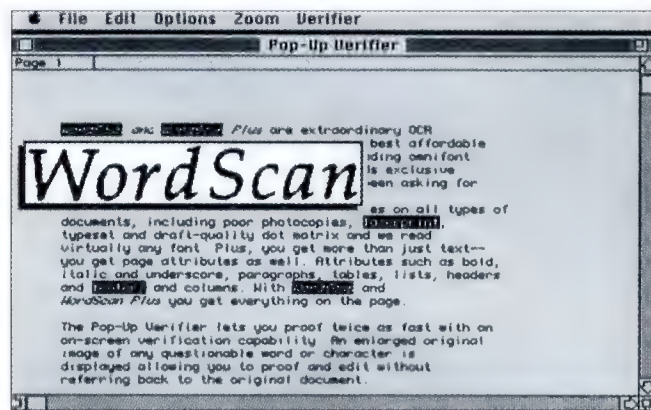 File Edit Options Zoom Verifier
Pop-Up Verifier
Page 1
and Plus are extraordinary OCR
best affordable
ding omnifont
ls exclusive
een asking for
WordScan
es on all types of
documents, including poor photocopies,
typeset and draft-quality dot matrix and we read
virtually any font. Plus, you get more than just text--
you get page attributes as well. Attributes such as bold,
italic and underscore, paragraphs, tables, lists, headers
and and columns. With and
WordScan Plus you get everything on the page.
The Pop-Up Verifier lets you proof twice as fast with an
on-screen verification capability. An enlarged original
image of any questionable word or character is
displayed allowing you to proof and edit without
referring back to the original document.